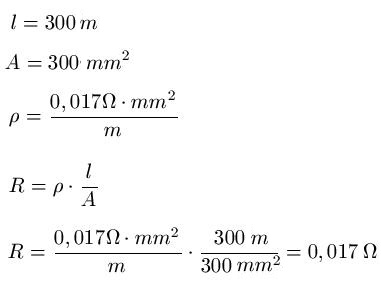 l = 300 m
A = 300 mm²
ρ = 0,017Ω · mm² / m
R = ρ · l / A
R = 0,017Ω · mm² / m · 300 m / 300 mm² = 0,017 Ω